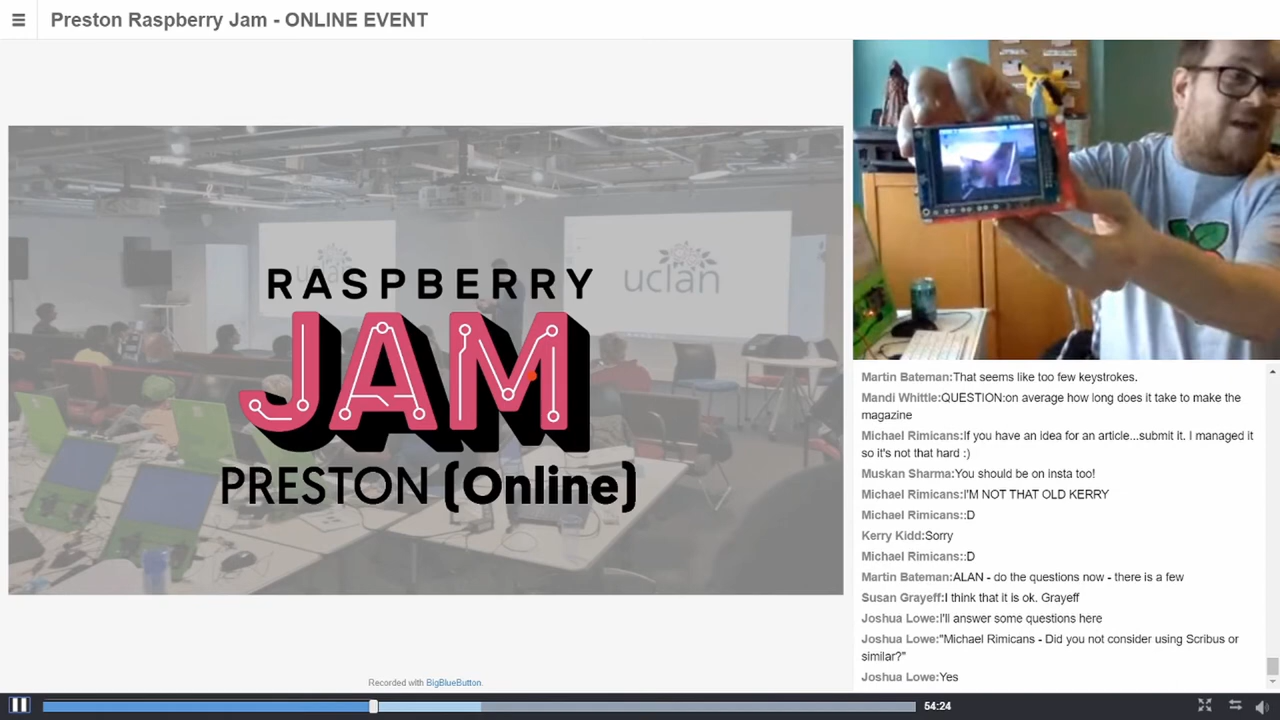 Preston Raspberry Jam - ONLINE EVENT
uclan
uclan
RASPBERRY
JAM
PRESTON (Online)
Martin Bateman:That seems like too few keystrokes.
Mandi Whittle:QUESTION:on average how long does it take to make the
magazine
Michael Rimicans:If you have an idea for an article...submit it. I managed it
so it's not that hard :)
Muskan Sharma:You should be on insta too!
Michael Rimicans:I'M NOT THAT OLD KERRY
Michael Rimicans::D
Kerry Kidd:Sorry
Michael Rimicans::D
Martin Bateman:ALAN - do the questions now - there is a few
Susan Grayeff:I think that it is ok. Grayeff
Joshua Lowe:I'll answer some questions here
Joshua Lowe:"Michael Rimicans - Did you not consider using Scribus or
similar?"
Joshua Lowe:Yes
Recorded with BigBlueButton.
54:24